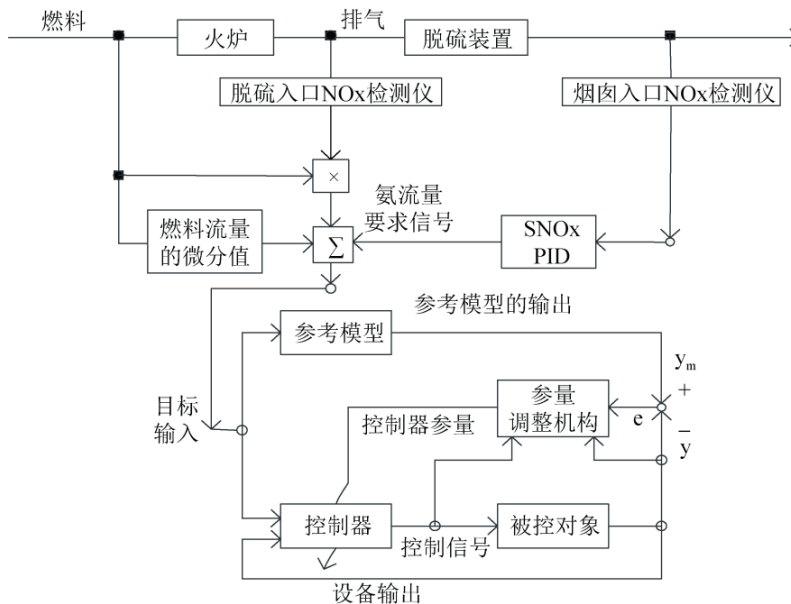 燃料
火炉
排气
脱硫装置
脱硫入口NOx检测仪
烟囱入口NOx检测仪
×
氨流量
要求信号
燃料流量
的微分值
Σ
SNOx
PID
参考模型的输出
参考模型
ym
+
目标
输入
控制器参量
参量
调整机构
e
−
y
控制器
控制信号
被控对象
设备输出